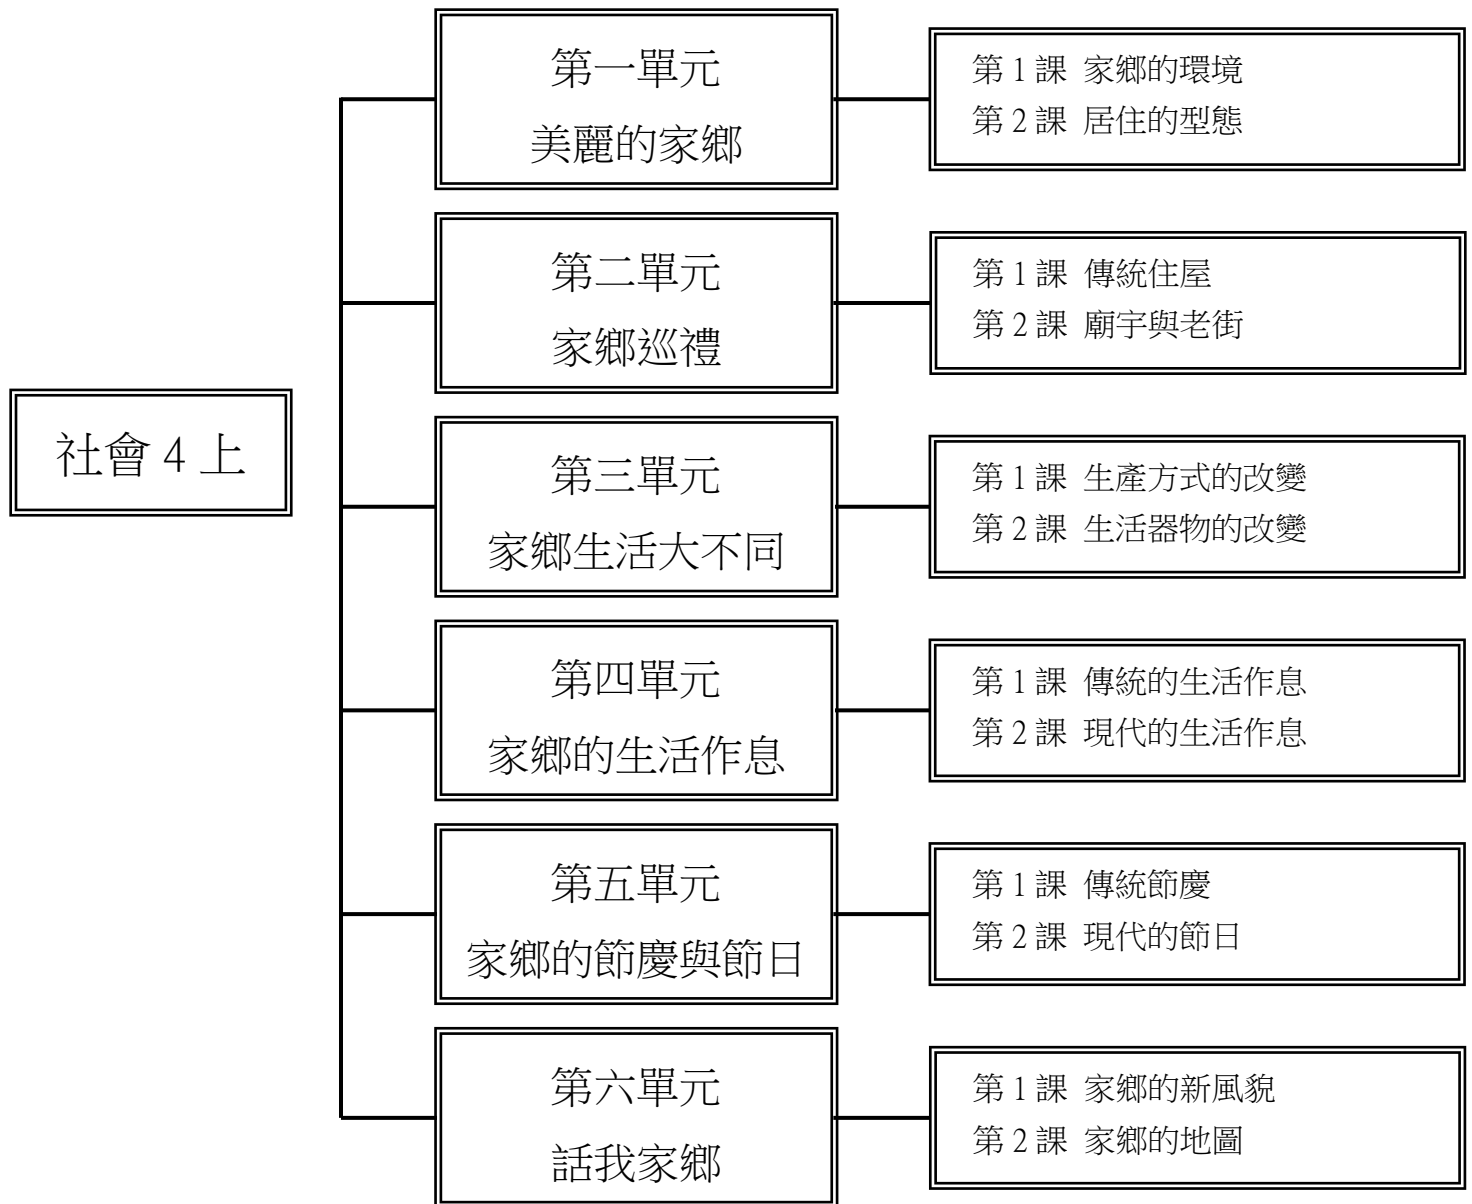 社會4上
第一單元
美麗的家鄉
第1課 家鄉的環境
第2課 居住的型態
第二單元
家鄉巡禮
第1課 傳統住屋
第2課 廟宇與老街
第三單元
家鄉生活大不同
第1課 生產方式的改變
第2課 生活器物的改變
第四單元
家鄉的生活作息
第1課 傳統的生活作息
第2課 現代的生活作息
第五單元
家鄉的節慶與節日
第1課 傳統節慶
第2課 現代的節日
第六單元
話我家鄉
第1課 家鄉的新風貌
第2課 家鄉的地圖